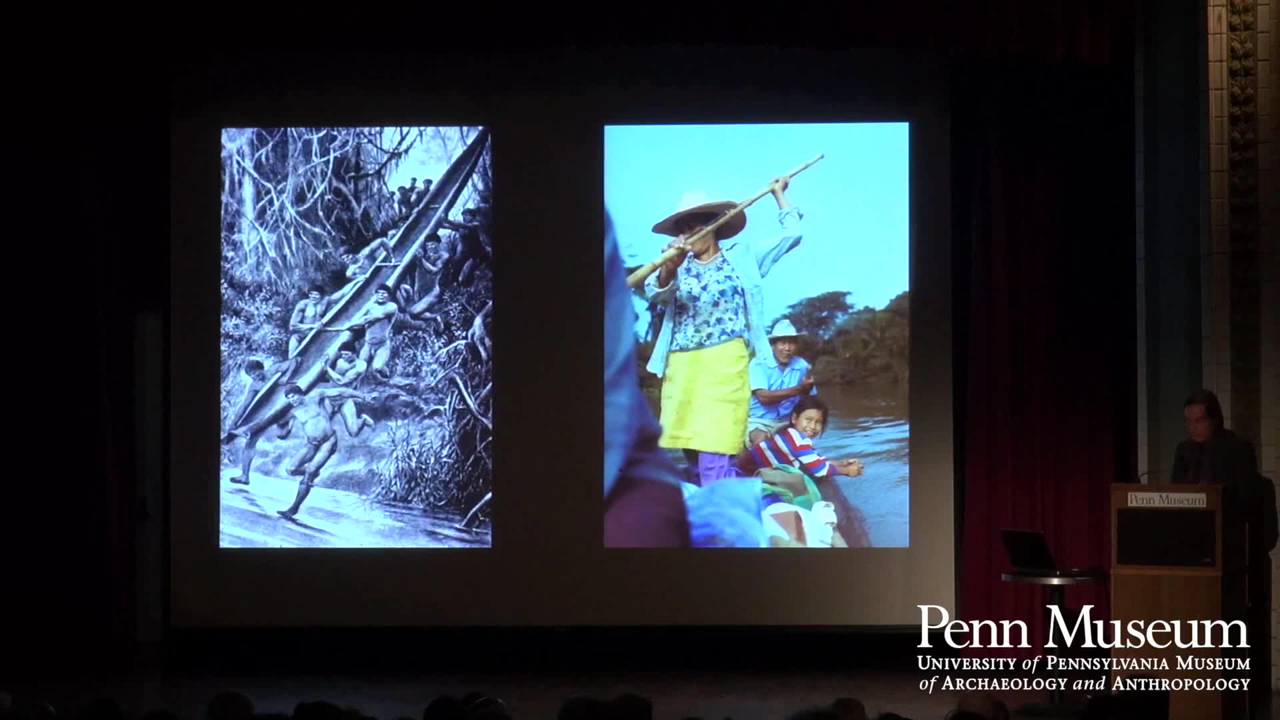 Penn Museum
Penn Museum
University of Pennsylvania Museum
of Archaeology and Anthropology